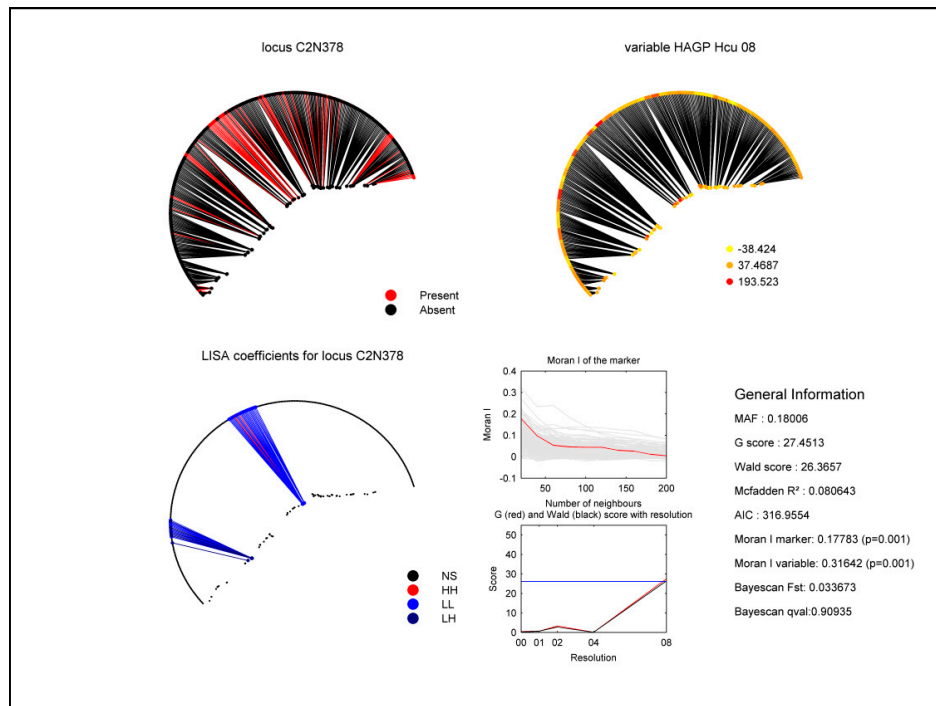 locus C2N378
variable HAGP Hcu 08
Present
Absent
-38.424
37.4687
193.523
LISA coefficients for locus C2N378
NS
HH
LL
LH
Moran I of the marker
Moran I
0.4
0.3
0.2
0.1
0
-0.1
50 100 150 200
Number of neighbours
G (red) and Wald (black) score with resolution
Score
50
40
30
20
10
0
00 01 02 04 08
Resolution
General Information
MAF : 0.18006
G score : 27.4513
Wald score : 26.3657
Mcfadden R² : 0.080643
AIC : 316.9554
Moran I marker: 0.17783 (p=0.001)
Moran I variable: 0.31642 (p=0.001)
Bayescan Fst: 0.033673
Bayescan qval:0.90935